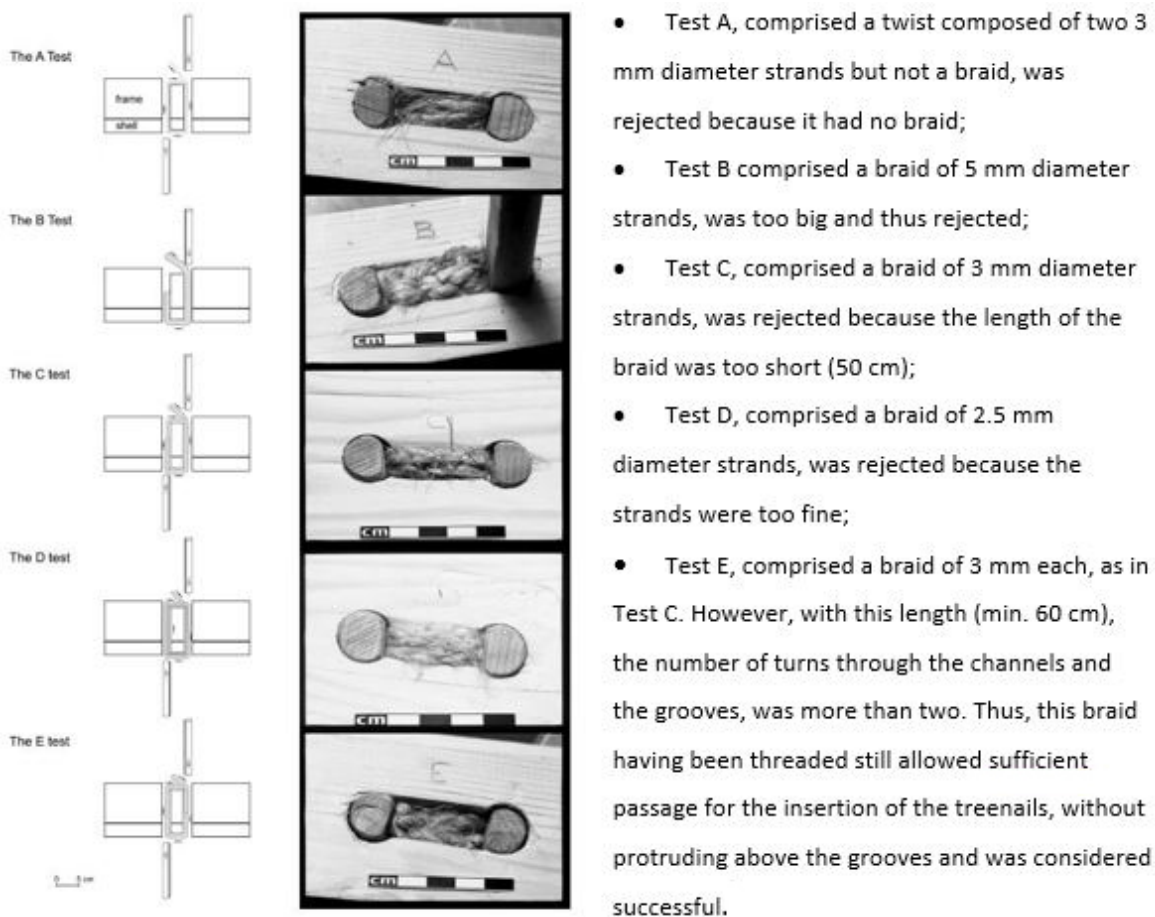 The A Test
frame
shell
The B Test
The C test
The D test
The E test
0 5 cm
A
cm
B
cm
C
cm
D
cm
E
cm
• Test A, comprised a twist composed of two 3
mm diameter strands but not a braid, was
rejected because it had no braid;
• Test B comprised a braid of 5 mm diameter
strands, was too big and thus rejected;
• Test C, comprised a braid of 3 mm diameter
strands, was rejected because the length of the
braid was too short (50 cm);
• Test D, comprised a braid of 2.5 mm
diameter strands, was rejected because the
strands were too fine;
• Test E, comprised a braid of 3 mm each, as in
Test C. However, with this length (min. 60 cm),
the number of turns through the channels and
the grooves, was more than two. Thus, this braid
having been threaded still allowed sufficient
passage for the insertion of the treenails, without
protruding above the grooves and was considered
successful.